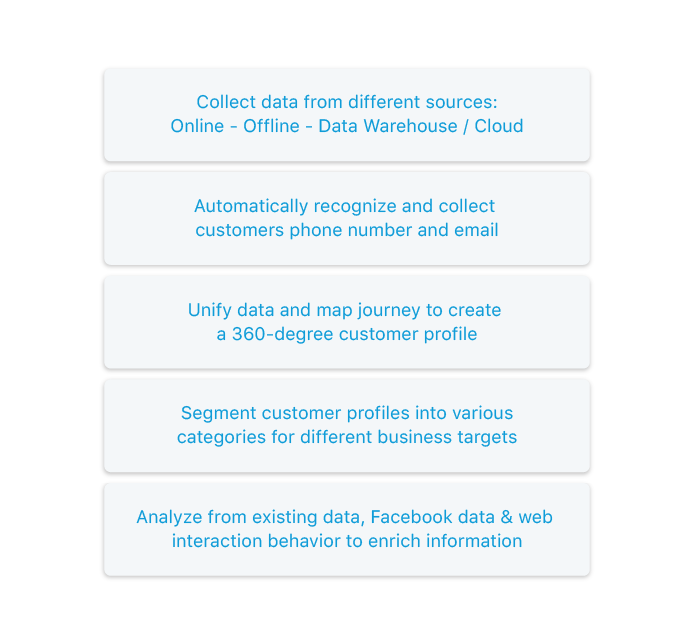 Collect data from different sources:
Online - Offline - Data Warehouse / Cloud
Automatically recognize and collect
customers phone number and email
Unify data and map journey to create
a 360-degree customer profile
Segment customer profiles into various
categories for different business targets
Analyze from existing data, Facebook data & web
interaction behavior to enrich information